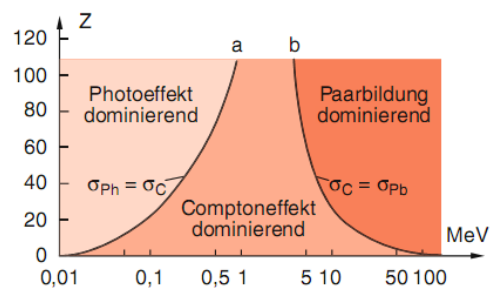 Z
120
100
80
60
40
20
0
a
b
Photoeffekt
dominierend
Paarbildung
dominierend
σPh = σC
σC = σPb
Comptoneffekt
dominierend
MeV
0,01 0,1 0,5 1 5 10 50 100